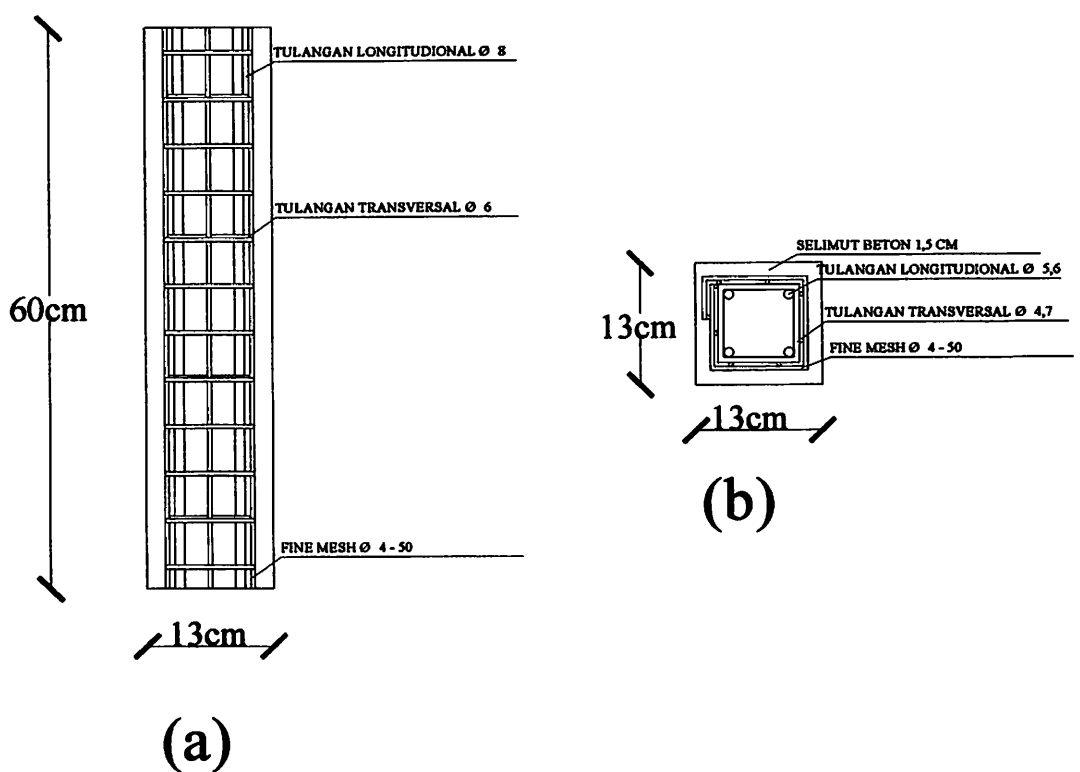 TULANGAN LONGITUDIONAL Ø 8
TULANGAN TRANSVERSAL Ø 6
60cm
FINE MESH Ø 4 - 50
13cm
(a)
SELIMUT BETON 1,5 CM
TULANGAN LONGITUDIONAL Ø 5,6
13cm
TULANGAN TRANSVERSAL Ø 4,7
FINE MESH Ø 4 - 50
13cm
(b)